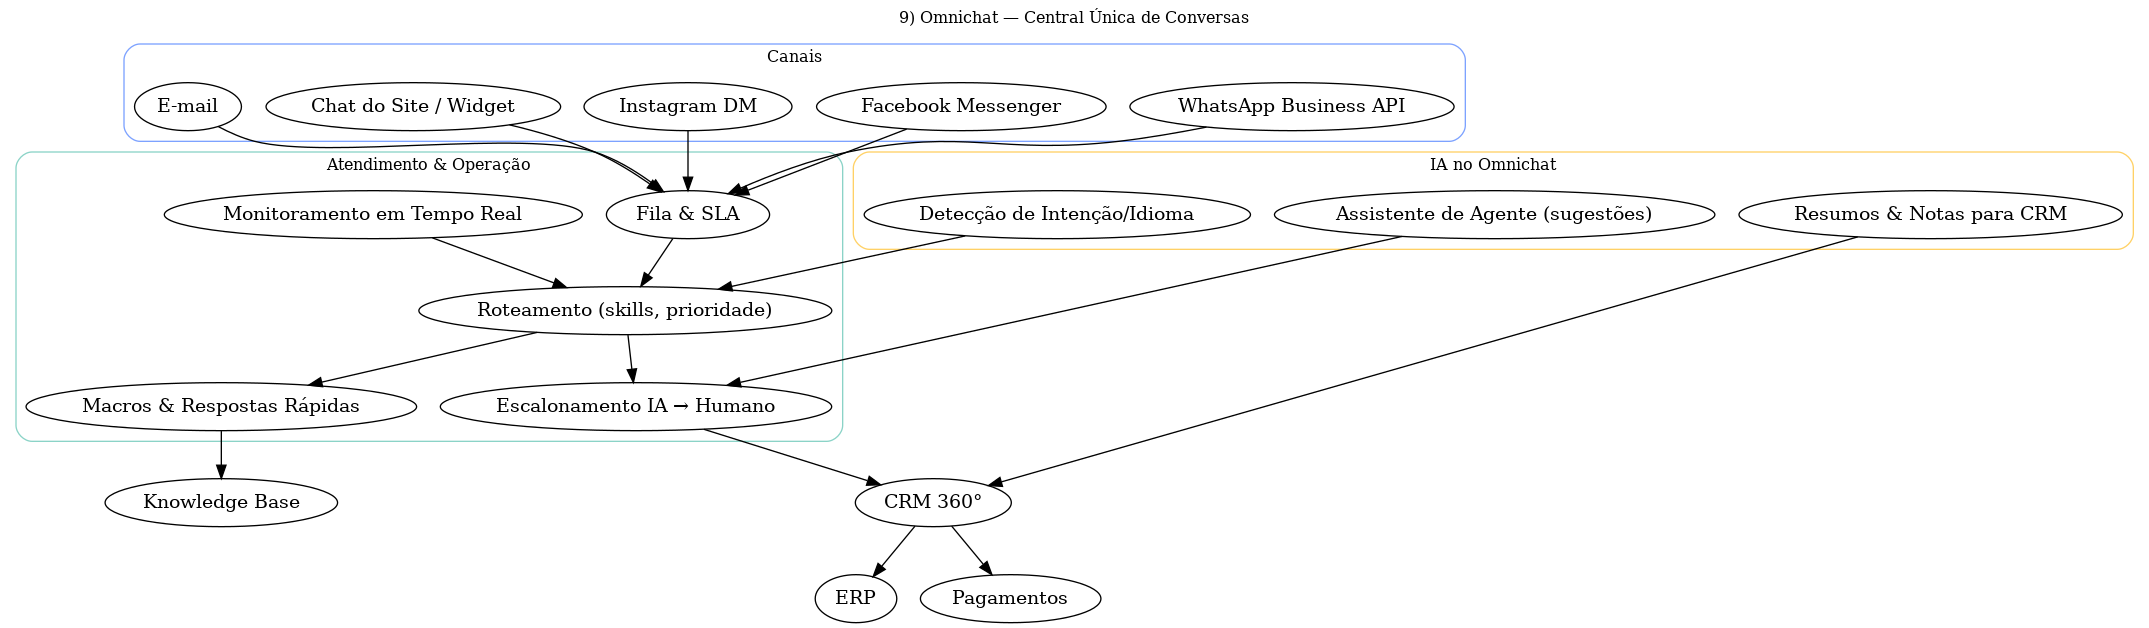 9) Omnichat — Central Única de Conversas
Canais
E-mail
Chat do Site / Widget
Instagram DM
Facebook Messenger
WhatsApp Business API
Atendimento & Operação
IA no Omnichat
Monitoramento em Tempo Real
Fila & SLA
Detecção de Intenção/Idioma
Assistente de Agente (sugestões)
Resumos & Notas para CRM
Roteamento (skills, prioridade)
Macros & Respostas Rápidas
Escalonamento IA → Humano
Knowledge Base
CRM 360°
ERP
Pagamentos